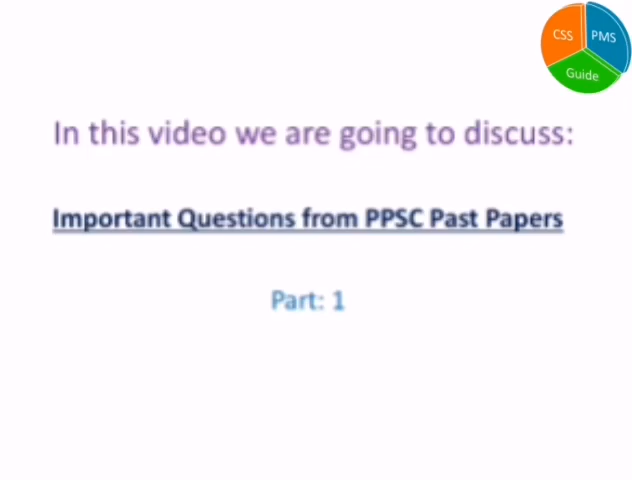 CSS PMS
Guide
In this video we are going to discuss:
Important Questions from PPSC Past Papers
Part: 1